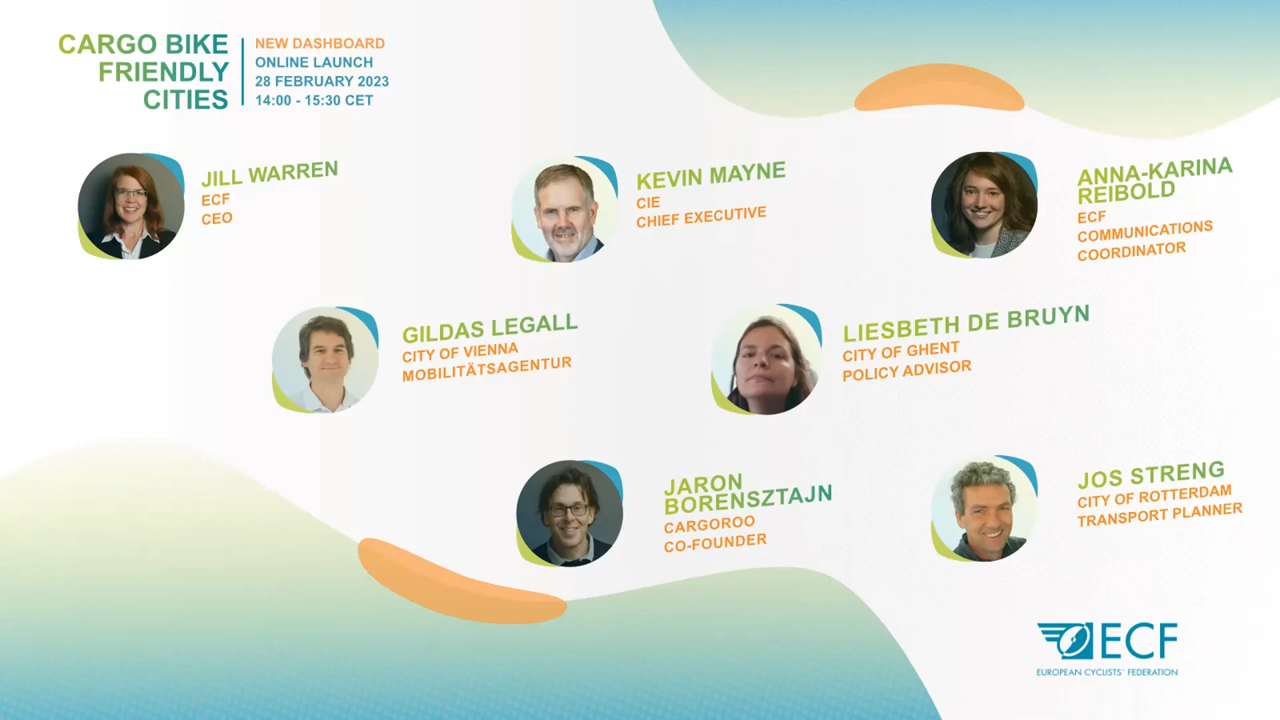 CARGO BIKE
FRIENDLY
CITIES
NEW DASHBOARD
ONLINE LAUNCH
28 FEBRUARY 2023
14:00 - 15:30 CET
JILL WARREN
ECF
CEO
KEVIN MAYNE
CIE
CHIEF EXECUTIVE
ANNA-KARINA
REIBOLD
ECF
COMMUNICATIONS
COORDINATOR
GILDAS LEGALL
CITY OF VIENNA
MOBILITÄTSAGENTUR
LIESBETH DE BRUYN
CITY OF GHENT
POLICY ADVISOR
JARON
BORENSZTAJN
CARGOROO
CO-FOUNDER
JOS STRENG
CITY OF ROTTERDAM
TRANSPORT PLANNER
ECF
EUROPEAN CYCLISTS' FEDERATION